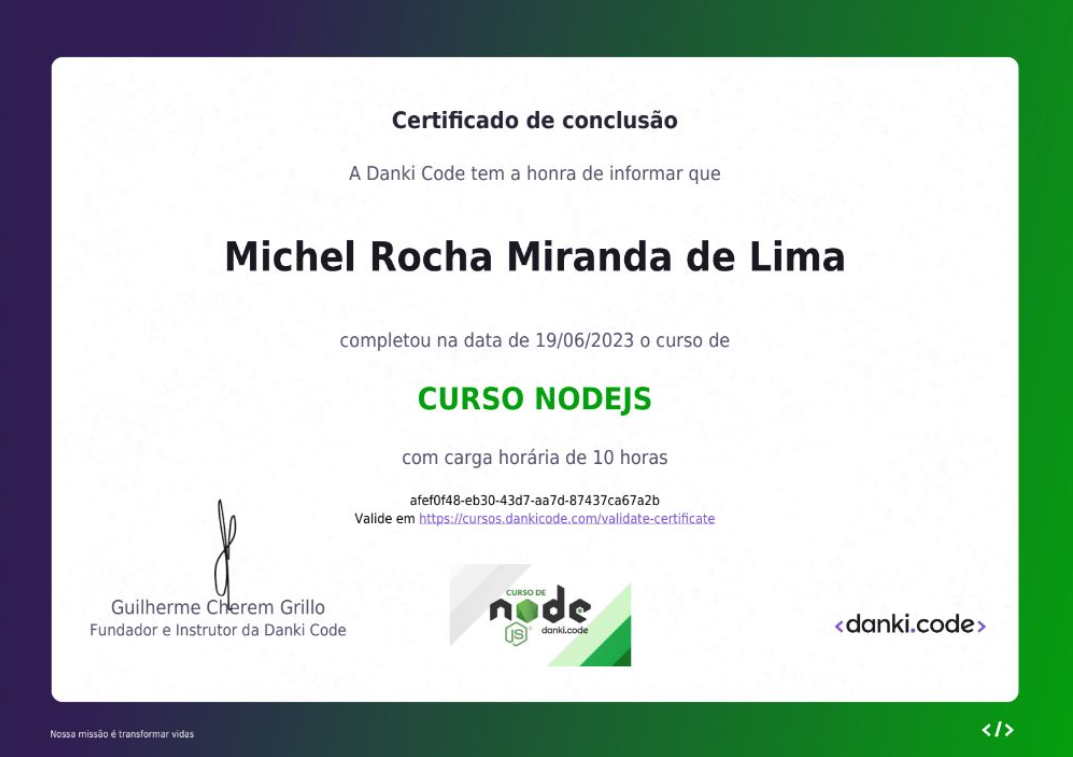 Certificado de conclusão
A Danki Code tem a honra de informar que
Michel Rocha Miranda de Lima
completou na data de 19/06/2023 o curso de
CURSO NODEJS
com carga horária de 10 horas
afef0f48-eb30-43d7-aa7d-87437ca67a2b
Valide em https://cursos.dankicode.com/validate-certificate
Guilherme Cherem Grillo
Fundador e Instrutor da Danki Code
CURSO DE
node
JS
danki.code
<danki.code>
Nossa missão é transformar vidas
</>